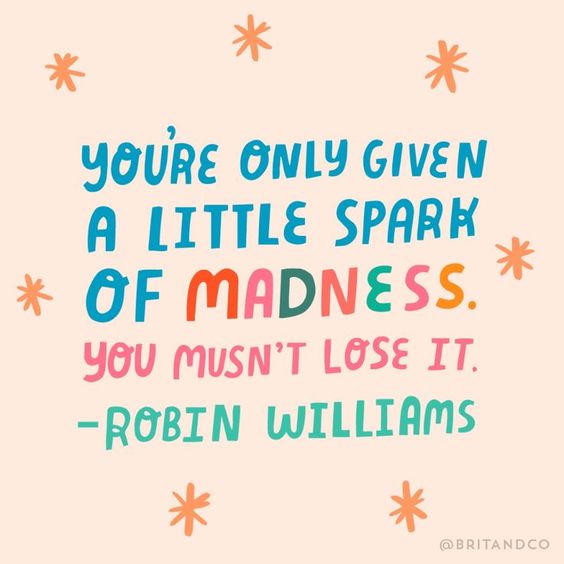 YOU'RE ONLY GIVEN
A LITTLE SPARK
OF MADNESS.
YOU MUSN'T LOSE IT.
-ROBIN WILLIAMS
@BRITANDCO